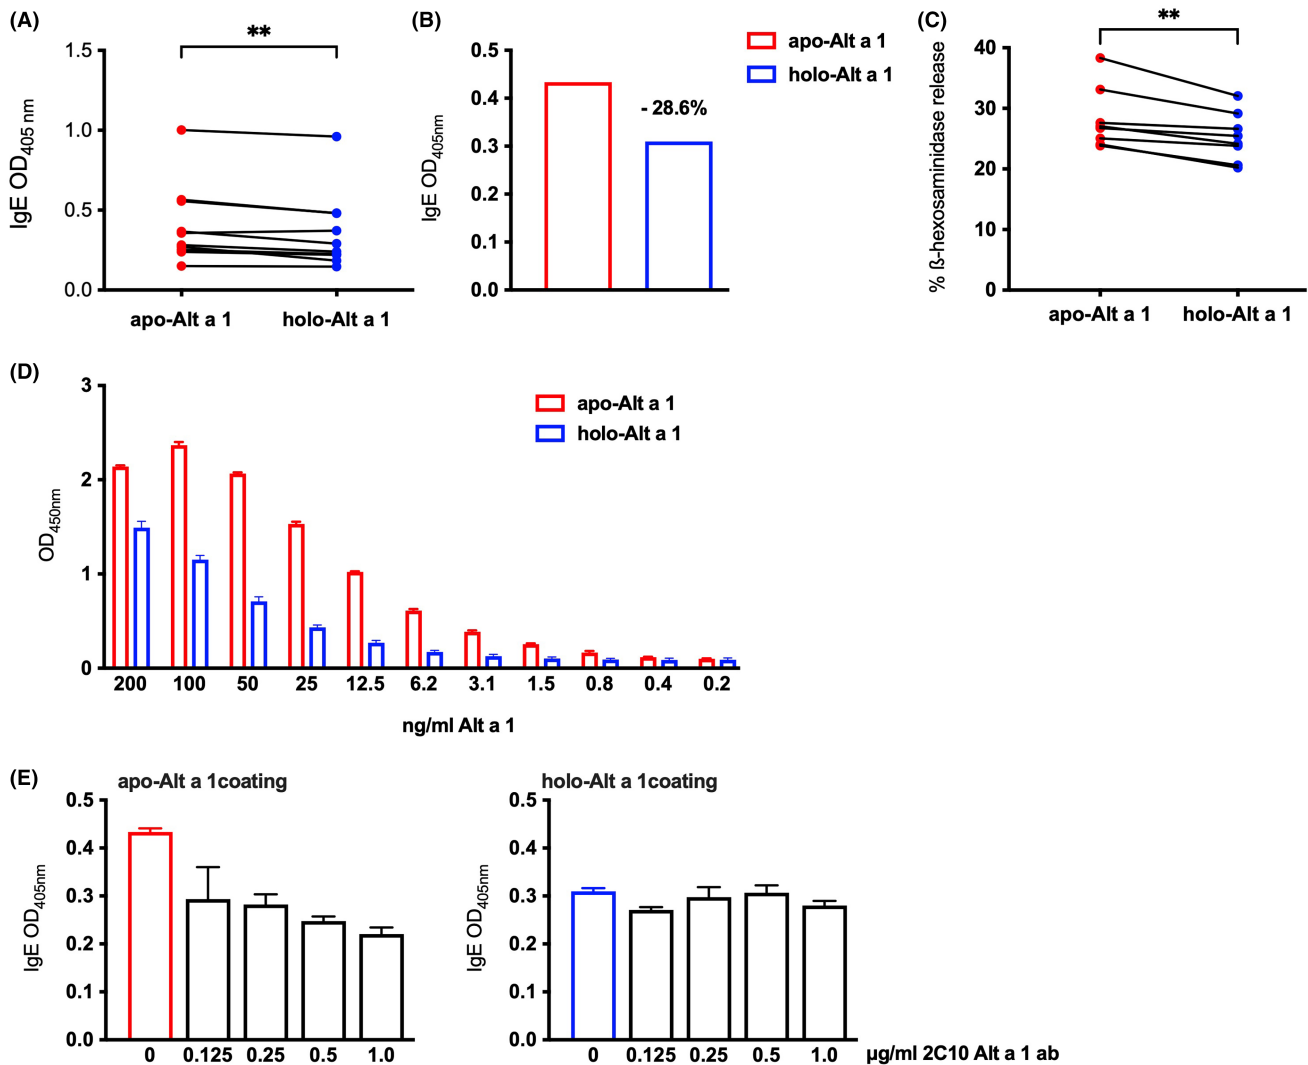 (A)
**
1.5
1.0
0.5
0.0
IgE OD405 nm
apo-Alt a 1 holo-Alt a 1
(B)
0.5
0.4
0.3
0.2
0.1
0.0
IgE OD405nm
- 28.6%
apo-Alt a 1
holo-Alt a 1
(C)
**
40
30
20
10
0
% ß-hexosaminidase release
apo-Alt a 1 holo-Alt a 1
(D)
3
2
1
0
OD450nm
apo-Alt a 1
holo-Alt a 1
200 100 50 25 12.5 6.2 3.1 1.5 0.8 0.4 0.2
ng/ml Alt a 1
(E)
apo-Alt a 1coating
0.5
0.4
0.3
0.2
0.1
0.0
IgE OD405nm
0 0.125 0.25 0.5 1.0
holo-Alt a 1coating
0.5
0.4
0.3
0.2
0.1
0.0
IgE OD405nm
0 0.125 0.25 0.5 1.0
µg/ml 2C10 Alt a 1 ab